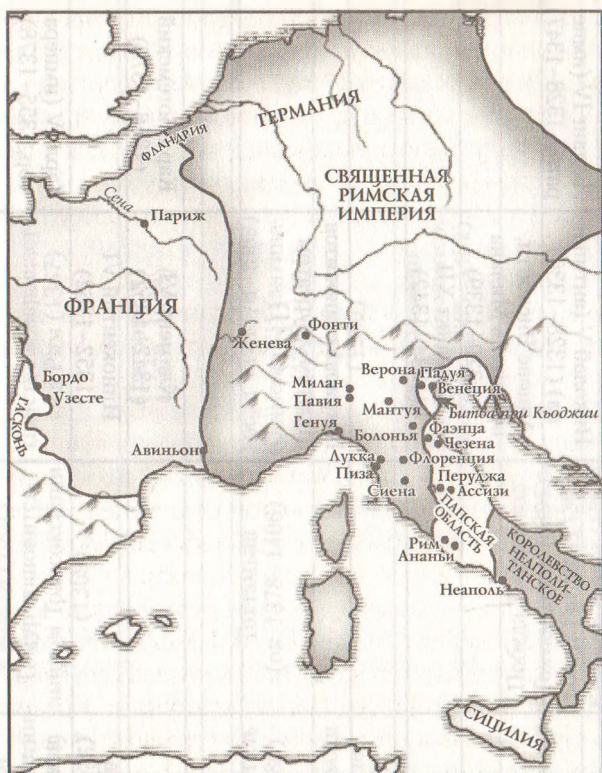 ГЕРМАНИЯ
ФЛАНДРИЯ
СВЯЩЕННАЯ
РИМСКАЯ
ИМПЕРИЯ
Сена
Париж
ФРАНЦИЯ
Женева
Фонти
Бордо
Узесте
ГАСКОНЬ
Авиньон
Верона
Падуя
Венеция
Милан
Павия
Мантуя
Битва при Кьоджии
Генуя
Болонья
Фаэнца
Чезена
Лукка
Флоренция
Пиза
Перуджа
Сиена
Ассизи
ПАПСКАЯ
ОБЛАСТЬ
Рим
Ананьи
КОРОЛЕВСТВО
НЕАПОЛИ-
ТАНСКОЕ
Неаполь
СИЦИЛИЯ